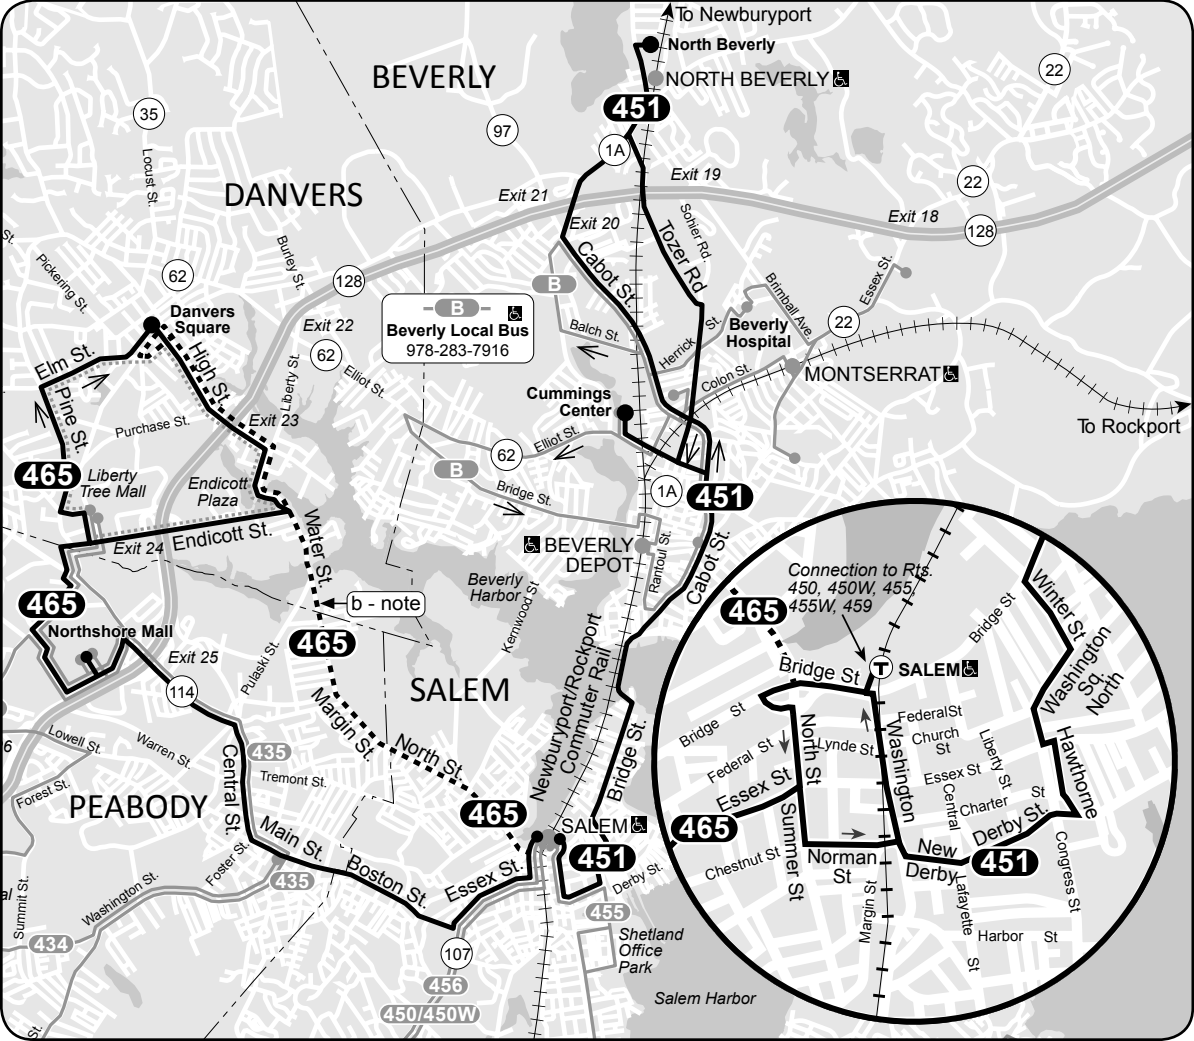 To Newburyport
North Beverly
BEVERLY
22
NORTH BEVERLY
35
451
97
1A
Locust St.
Exit 19
22
DANVERS
Exit 21
Exit 18
128
Exit 20
Sohier Rd.
Tozer Rd
St.
Pickering St.
62
Burley St.
128
Cabot St.
B
Essex St.
Brimball Ave.
Danvers
Square
B
Beverly Local Bus
978-283-7916
Exit 22
62
Balch St.
Herrick St.
Beverly
Hospital
22
Elm St.
High St.
Liberty St.
Elliot St.
Colon St.
MONTSERRAT
Cummings
Center
To Rockport
Pine St.
Purchase St.
Exit 23
Elliot St.
62
B
465
Liberty
Tree Mall
Endicott
Plaza
Bridge St.
1A
451
Endicott St.
Exit 24
Water St.
BEVERLY
DEPOT
Rantoul St.
Cabot St.
Beverly
Harbor
Kernwood St.
465
b - note
Northshore Mall
465
Exit 25
Pulaski St.
114
SALEM
Newburyport/Rockport
Commuter Rail
Margin St.
North St.
Bridge St.
Lowell St.
Warren St.
6
435
Central St.
Tremont St.
Forest St.
PEABODY
465
SALEM
451
Main St.
Boston St.
Essex St.
Derby St.
Foster St.
435
455
al
Summit St.
Washington St.
434
107
Shetland
Office
Park
456
450/450W
Salem Harbor
St.
Connection to Rts.
450, 450W, 455,
455W, 459
465
Bridge St
T SALEM
Bridge St
Winter St
Washington
Sq
North
Bridge St
Federal St
Federal St
Church
St
Lynde St
North St
Washington
Liberty St
Hawthorne
Essex St
Essex St
Central
Charter St
465
Summer St
Derby St.
New
Derby
451
Norman
St
Chestnut St
Margin St
Lafayette
St
Congress St
Harbor St